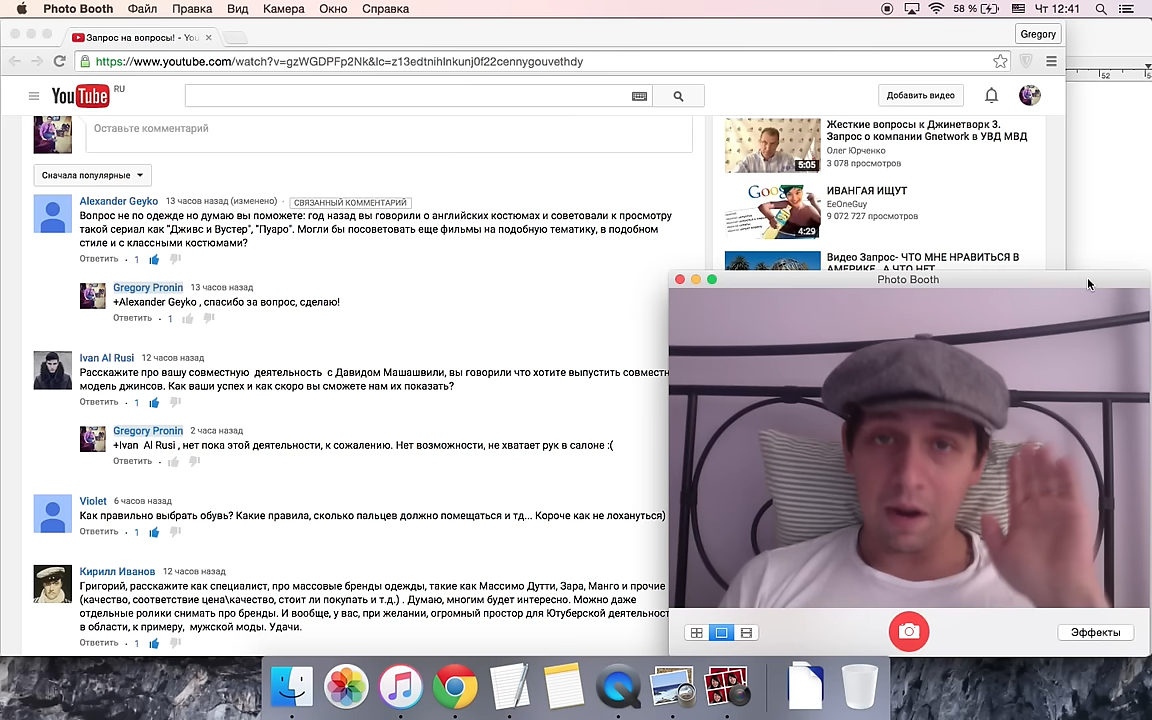 Photo Booth Файл Правка Вид Камера Окно Справка 58 % Чт 12:41
Запрос на вопросы! - You
Gregory
https://www.youtube.com/watch?v=gzWGDPFp2Nk&lc=z13edtnihlnkunj0f22cennygouvethdy
52
YouTube RU
Добавить видео
Оставьте комментарий
Сначала популярные
Alexander Geyko 13 часов назад (изменено) · СВЯЗАННЫЙ КОММЕНТАРИЙ
Вопрос не по одежде но думаю вы поможете: год назад вы говорили о английских костюмах и советовали к просмотру
такой сериал как "Дживс и Вустер", "Пуаро". Могли бы посоветовать еще фильмы на подобную тематику, в подобном
стиле и с классными костюмами?
Ответить · 1
Gregory Pronin 13 часов назад
+Alexander Geyko , спасибо за вопрос, сделаю!
Ответить · 1
Ivan Al Rusi 12 часов назад
Расскажите про вашу совместную деятельность с Давидом Машашвили, вы говорили что хотите выпустить совместн
модель джинсов. Как ваши успех и как скоро вы сможете нам их показать?
Ответить · 1
Gregory Pronin 2 часа назад
+Ivan Al Rusi , нет пока этой деятельности, к сожалению. Нет возможности, не хватает рук в салоне :(
Ответить ·
Violet 6 часов назад
Как правильно выбрать обувь? Какие правила, сколько пальцев должно помещаться и тд... Короче как не лохануться)
Ответить · 1
Кирилл Иванов 12 часов назад
Григорий, расскажите как специалист, про массовые бренды одежды, такие как Массимо Дутти, Зара, Манго и прочие
(качество, соответствие цена\качество, стоит ли покупать и т.д.) . Думаю, многим будет интересно. Можно даже
отдельные ролики снимать про бренды. И вообще, у вас, при желании, огромный простор для Ютуберской деятельност
в области, к примеру, мужской моды. Удачи.
Ответить · 1
Жесткие вопросы к Джинетворк 3.
Запрос о компании Gnetwork в УВД МВД
Олег Юрченко
3 078 просмотров
5:05
ИВАНГАЯ ИЩУТ
EeOneGuy
9 072 727 просмотров
4:29
Видео Запрос- ЧТО МНЕ НРАВИТЬСЯ В
АМЕРИКЕ, А ЧТО НЕТ
Photo Booth
Эффекты